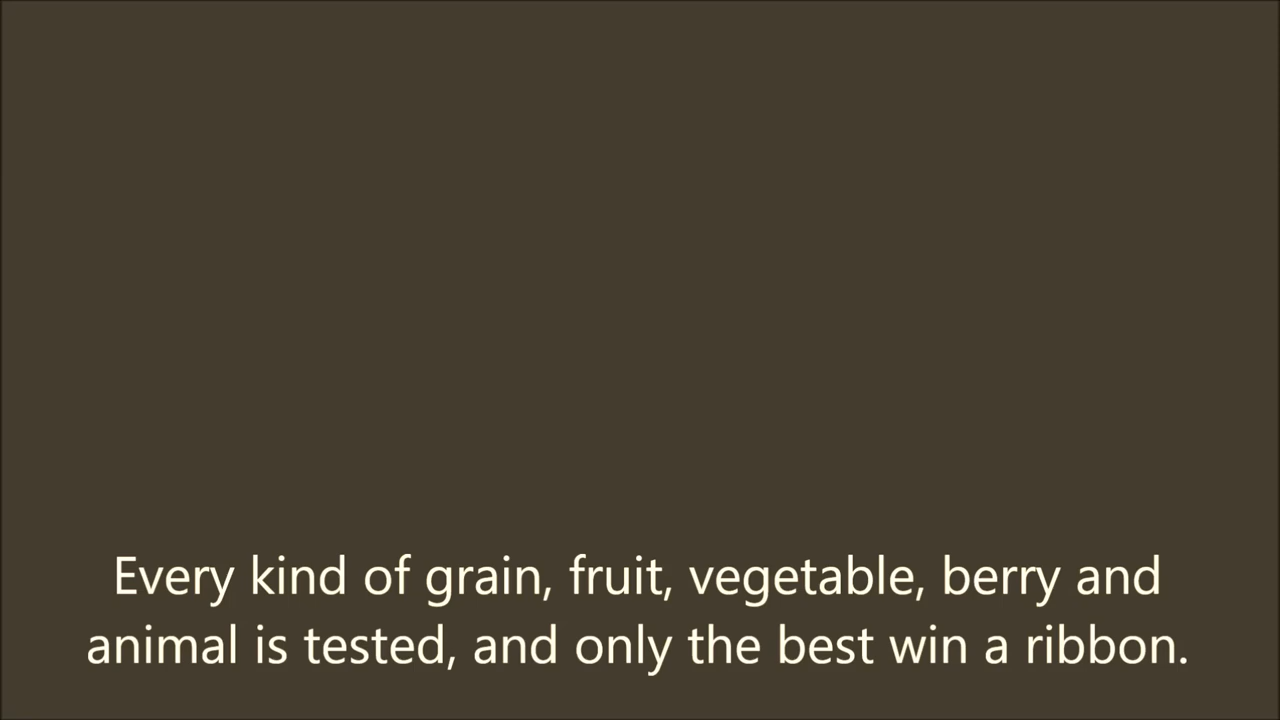 Every kind of grain, fruit, vegetable, berry and
animal is tested, and only the best win a ribbon.